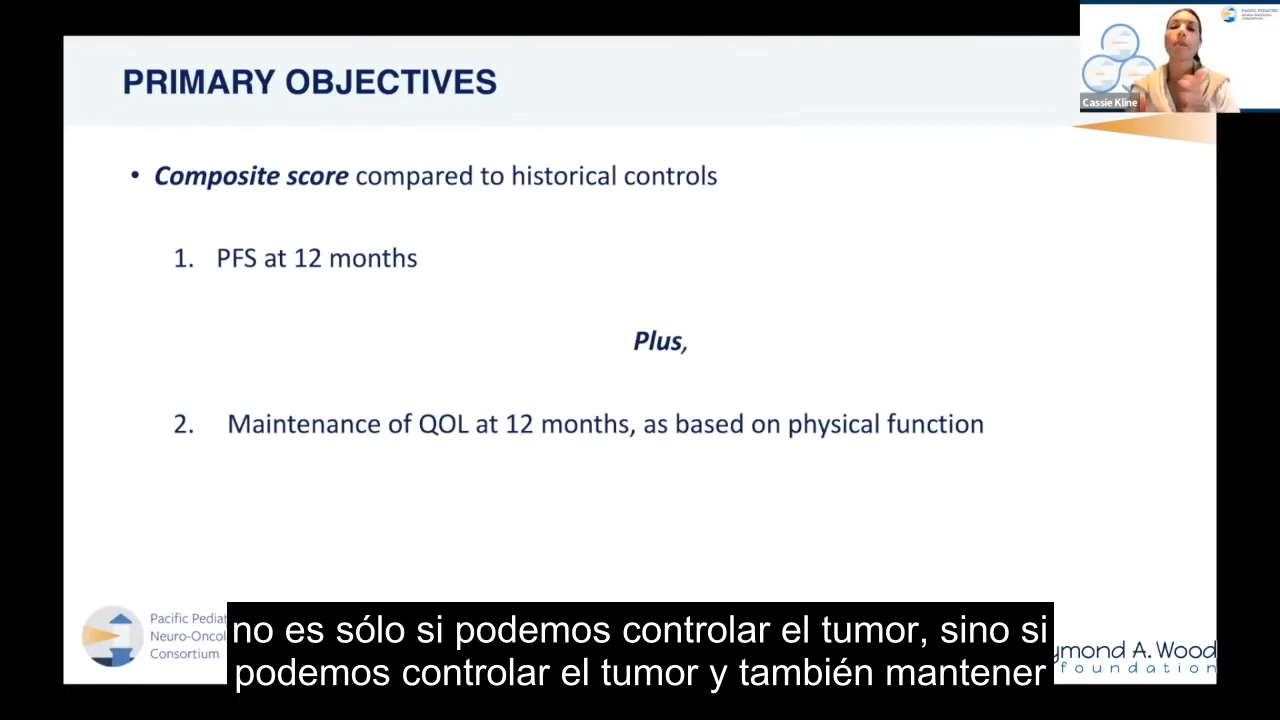 PRIMARY OBJECTIVES
Cassie Kline
• Composite score compared to historical controls
1. PFS at 12 months
Plus,
2. Maintenance of QOL at 12 months, as based on physical function
Pacific Pediat
Neuro-Oncol
Consortium
ymond A. Wood
foundation
no es sólo si podemos controlar el tumor, sino si
podemos controlar el tumor y también mantener